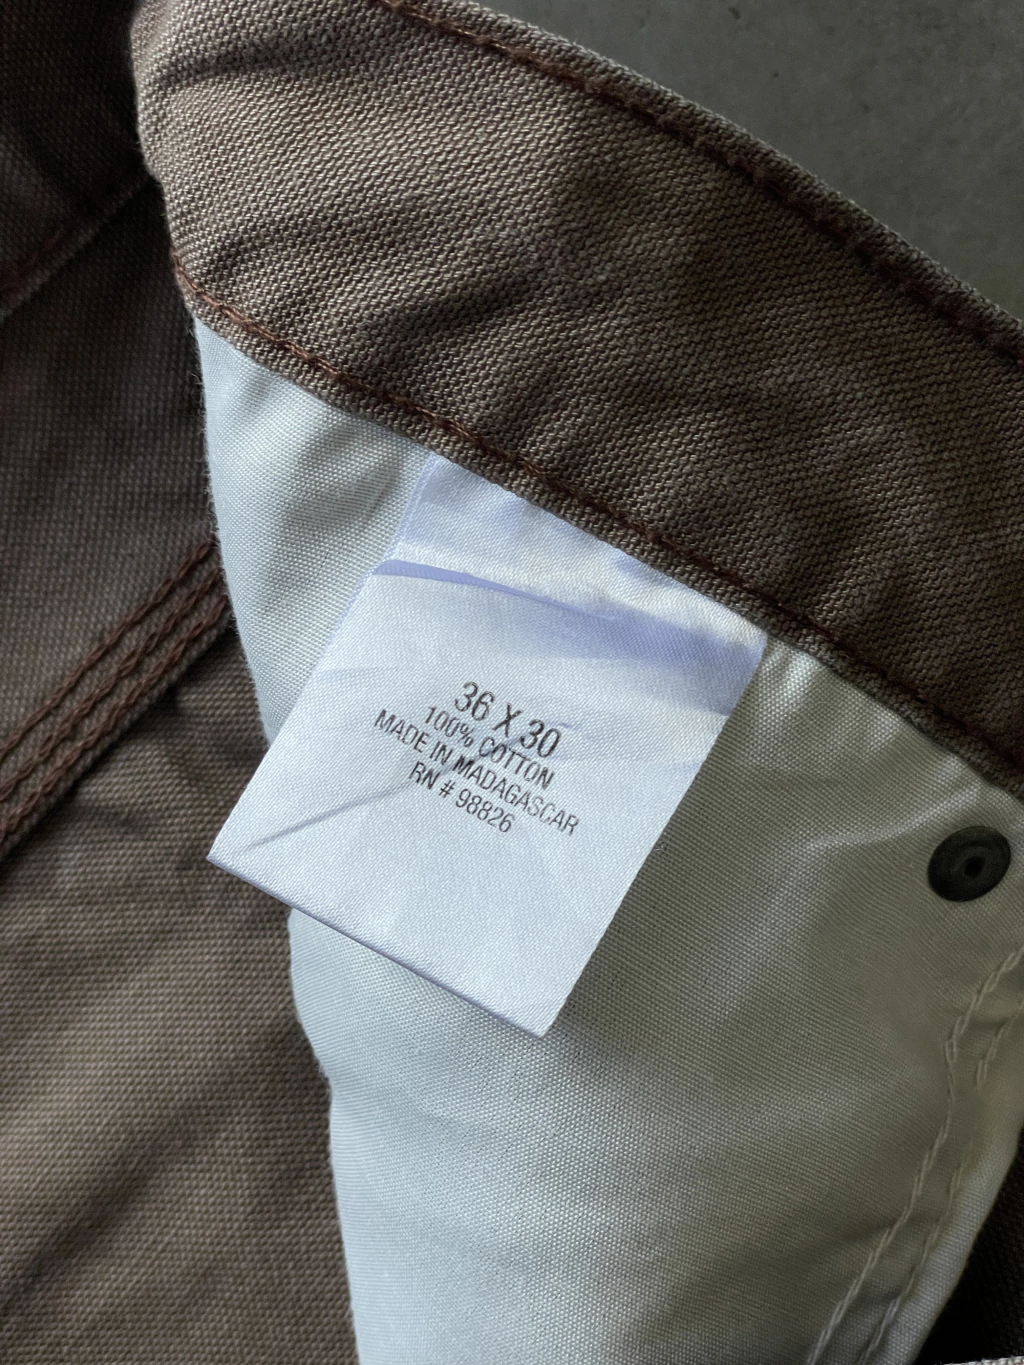 36 X 30
100% COTTON
MADE IN MADAGASCAR
RN # 98826